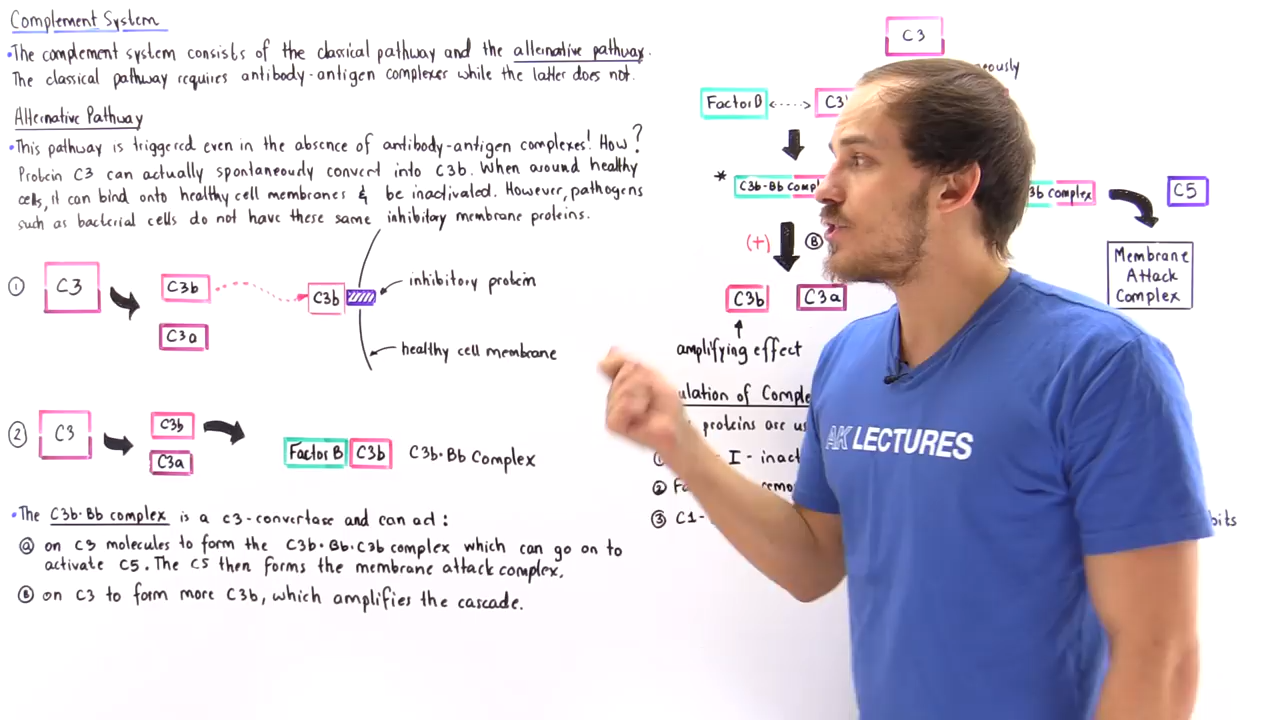 Complement System
• The complement system consists of the classical pathway and the alternative pathway.
The classical pathway requires antibody-antigen complexes while the latter does not.
Alternative Pathway
• This pathway is triggered even in the absence of antibody-antigen complexes! How?
Protein C3 can actually spontaneously convert into C3b. When around healthy
cells, it can bind onto healthy cell membranes & be inactivated. However, pathogens
such as bacterial cells do not have these same inhibitory membrane proteins.
① C3
C3b
C3a
C3b
inhibitory protein
healthy cell membrane
② C3
C3b
C3a
Factor B C3b C3b·Bb Complex
• The C3b·Bb complex is a C3-convertase and can act:
ⓐ on C3 molecules to form the C3b·Bb·C3b complex which can go on to
activate C5. The C5 then forms the membrane attack complex.
ⓑ on C3 to form more C3b, which amplifies the cascade.
C3
Factor D
* C3b-Bb
3b complex
C5
(+)
Ⓑ
Membrane
Attack
Complex
C3b C3a
amplifying effect
of
proteins are
① I-
②
③ C1-
AK LECTURES